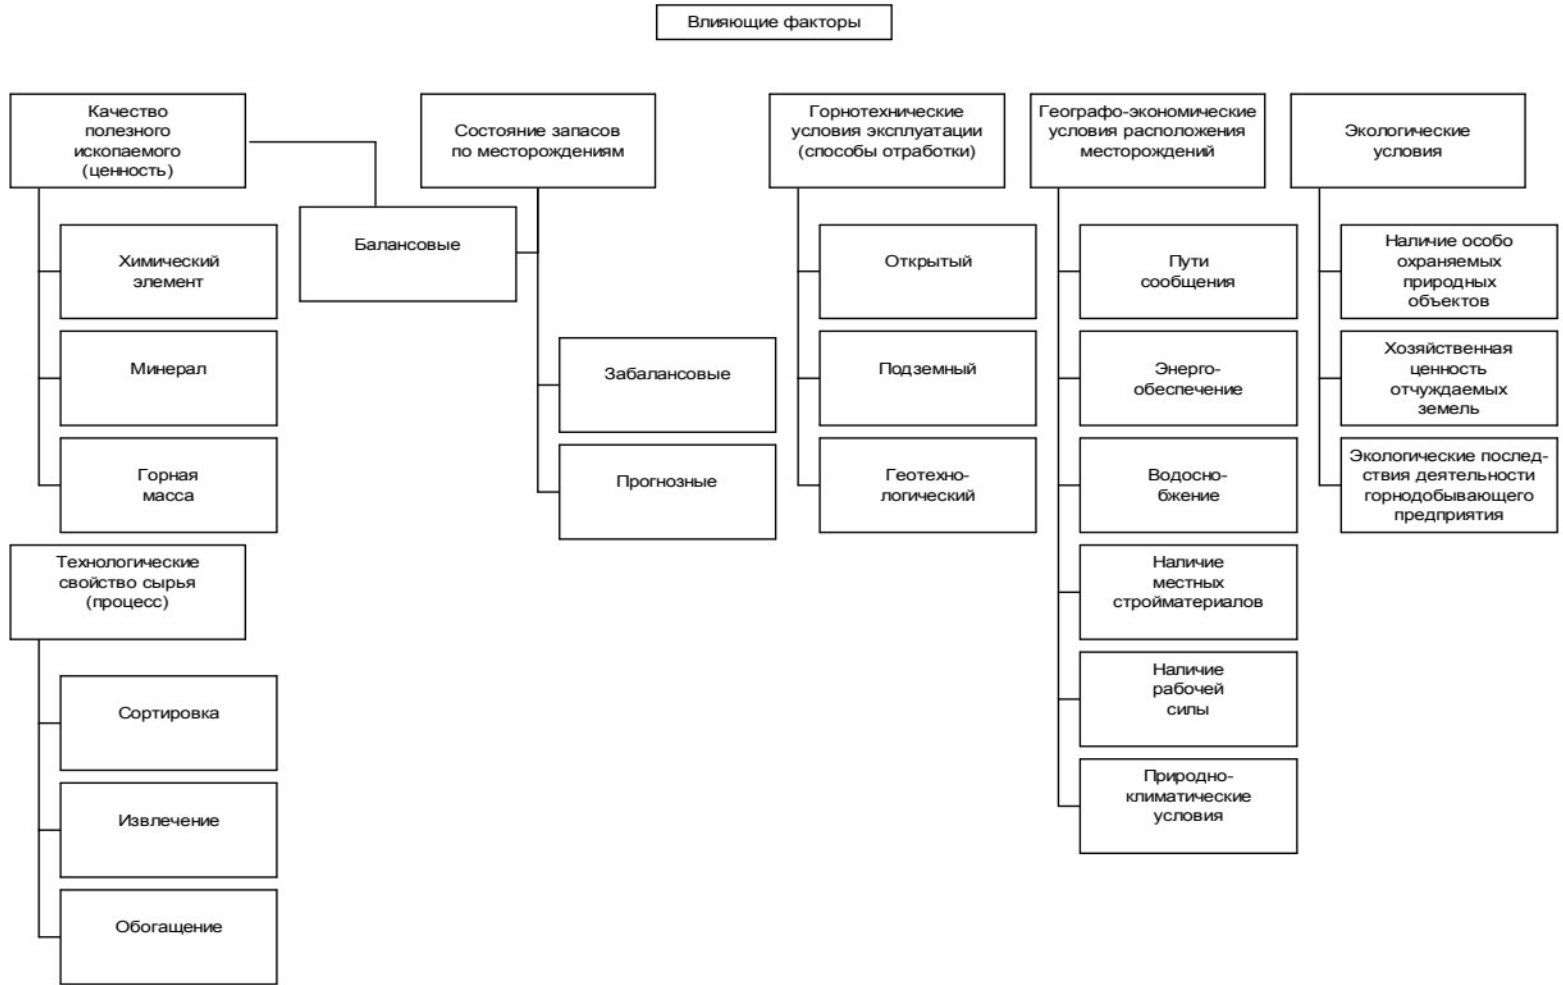 Влияющие факторы
Качество
полезного
ископаемого
(ценность)
Химический
элемент
Минерал
Горная
масса
Технологические
свойство сырья
(процесс)
Сортировка
Извлечение
Обогащение
Состояние запасов
по месторождениям
Балансовые
Забалансовые
Прогнозные
Горнотехнические
условия эксплуатации
(способы отработки)
Открытый
Подземный
Геотехно-
логический
Географо-экономические
условия расположения
месторождений
Пути
сообщения
Энерго-
обеспечение
Водосно-
бжение
Наличие
местных
стройматериалов
Наличие
рабочей
силы
Природно-
климатические
условия
Экологические
условия
Наличие особо
охраняемых
природных
объектов
Хозяйственная
ценность
отчуждаемых
земель
Экологические послед-
ствия деятельности
горнодобывающего
предприятия